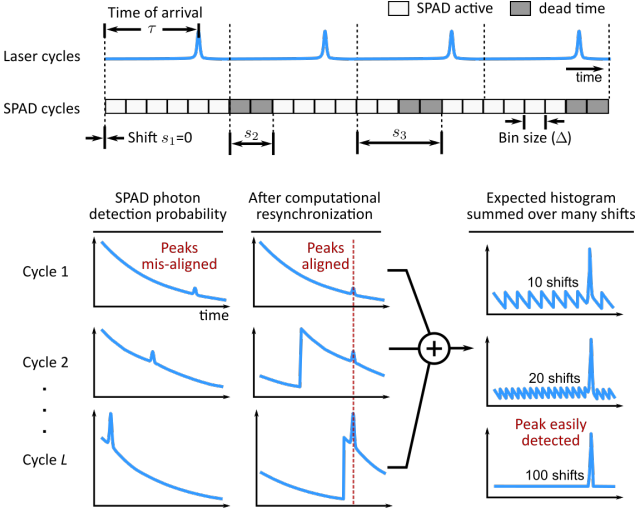 Time of arrival
τ
SPAD active
dead time
Laser cycles
time
SPAD cycles
Shift s₁=0
s₂
s₃
Bin size (Δ)
SPAD photon
detection probability
After computational
resynchronization
Expected histogram
summed over many shifts
Cycle 1
Peaks
mis-aligned
time
Peaks
aligned
10 shifts
Cycle 2
+
20 shifts
Cycle L
Peak easily
detected
100 shifts